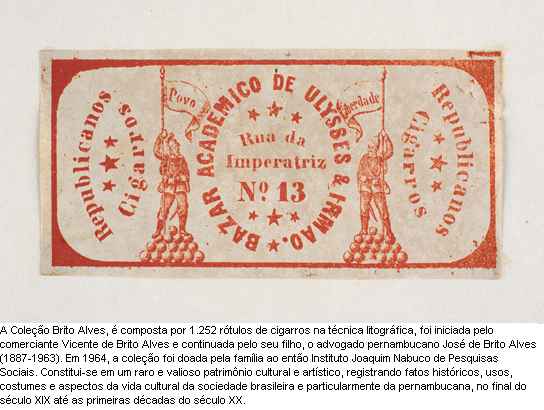 Republicanos
Cigarros
Povo
BAZAR ACADEMICO DE ULYSSES & IRMAO.
Rua da
Imperatriz
Nº 13
Liberdade
Republicanos
Cigarros
A Coleção Brito Alves, é composta por 1.252 rótulos de cigarros na técnica litográfica, foi iniciada pelo
comerciante Vicente de Brito Alves e continuada pelo seu filho, o advogado pernambucano José de Brito Alves
(1887-1963). Em 1964, a coleção foi doada pela família ao então Instituto Joaquim Nabuco de Pesquisas
Sociais. Constitui-se em um raro e valioso patrimônio cultural e artístico, registrando fatos históricos, usos,
costumes e aspectos da vida cultural da sociedade brasileira e particularmente da pernambucana, no final do
século XIX até as primeiras décadas do século XX.